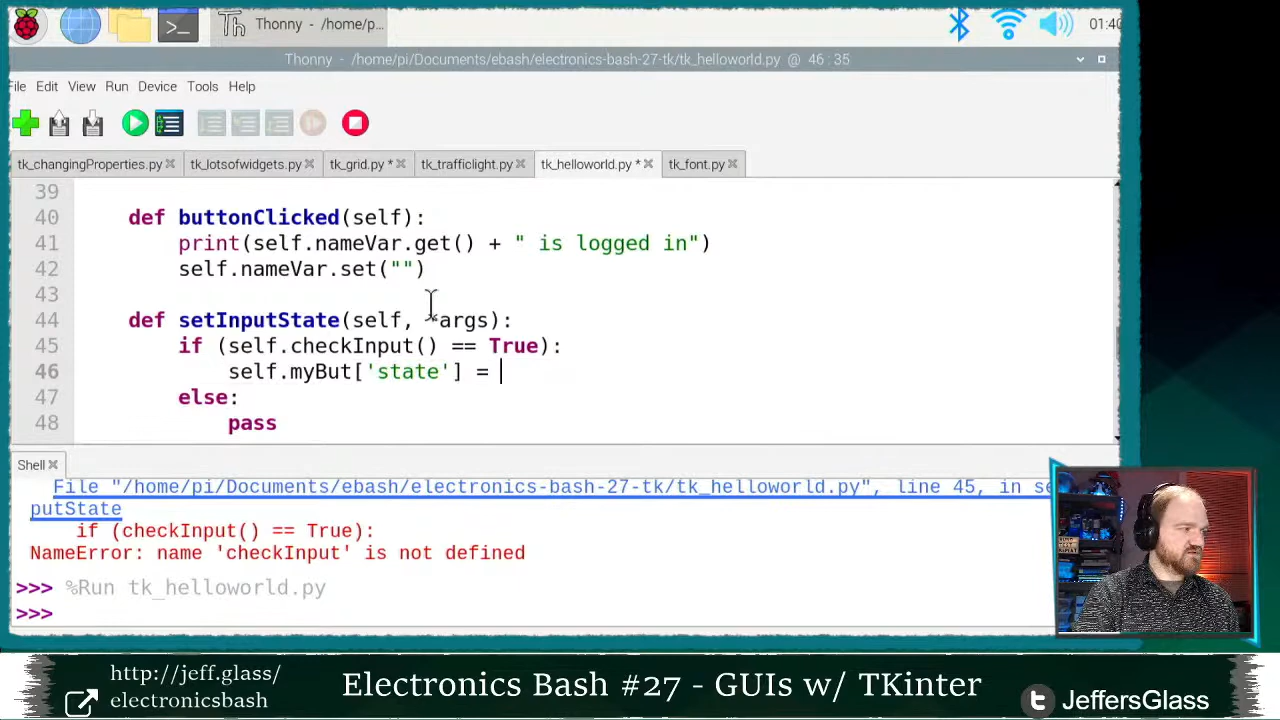 Thonny - /home/p...
01:40
Thonny - /home/pi/Documents/ebash/electronics-bash-27-tk/tk_helloworld.py @ 46 : 35
ile Edit View Run Device Tools Help
tk_changingProperties.py tk_lotsofwidgets.py tk_grid.py * tk_trafficlight.py tk_helloworld.py * tk_font.py
39
40 def buttonClicked(self):
41 print(self.nameVar.get() + " is logged in")
42 self.nameVar.set("")
43
44 def setInputState(self, *args):
45 if (self.checkInput() == True):
46 self.myBut['state'] =
47 else:
48 pass
Shell
File "/home/pi/Documents/ebash/electronics-bash-27-tk/tk_helloworld.py", line 45, in se
putState
if (checkInput() == True):
NameError: name 'checkInput' is not defined
>>> %Run tk_helloworld.py
>>>
http://jeff.glass/
electronicsbash
Electronics Bash #27 - GUIs w/ TKinter
JeffersGlass